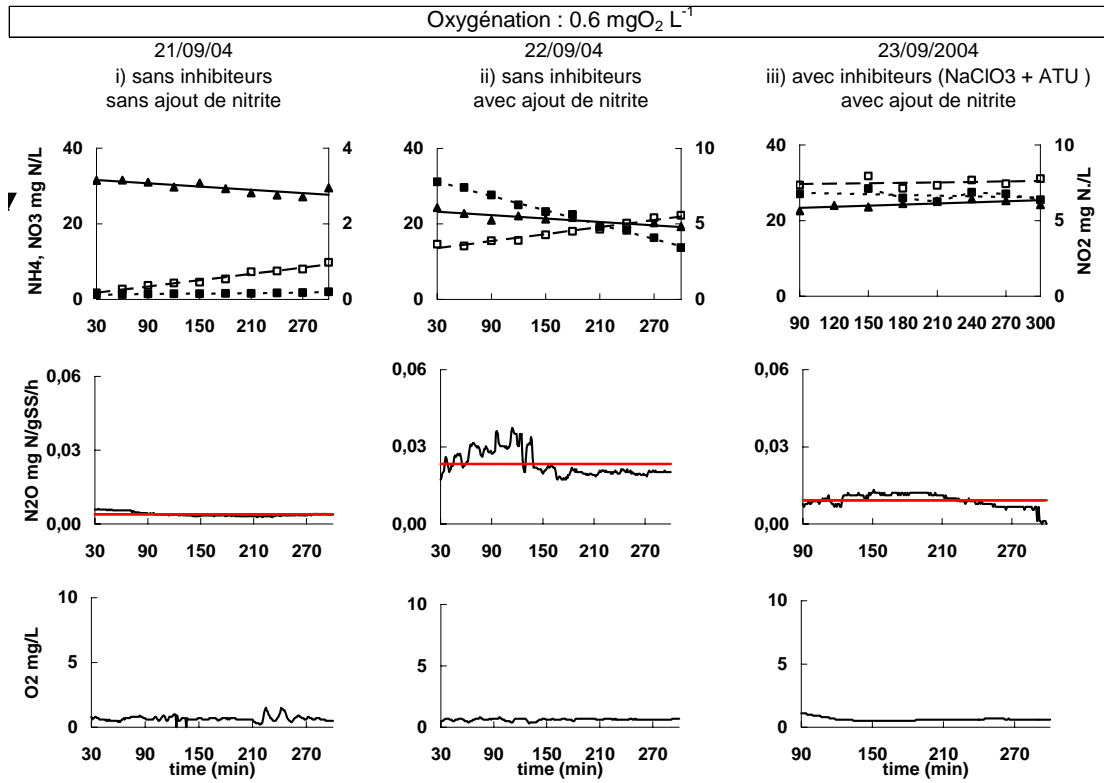 Oxygénation : 0.6 mgO2 L-1
21/09/04
i) sans inhibiteurs
sans ajout de nitrite
22/09/04
ii) sans inhibiteurs
avec ajout de nitrite
23/09/2004
iii) avec inhibiteurs (NaClO3 + ATU )
avec ajout de nitrite
NH4, NO3 mg N/L
40
20
0
4
3
2
1
0
30 90 150 210 270
40
30
20
10
0
10
5
0
30 90 150 210 270
40
20
0
10
8
6
4
2
0
NO2 mg N./L
90 120 150 180 210 240 270 300
N2O mg N/gSS/h
0,06
0,03
0,00
30 90 150 210 270
0,06
0,03
0,00
30 90 150 210 270
0,06
0,03
0,00
90 150 210 270
O2 mg/L
10
5
0
30 90 150 210 270
time (min)
10
5
0
30 90 150 210 270
time (min)
10
5
0
90 150 210 270
time (min)